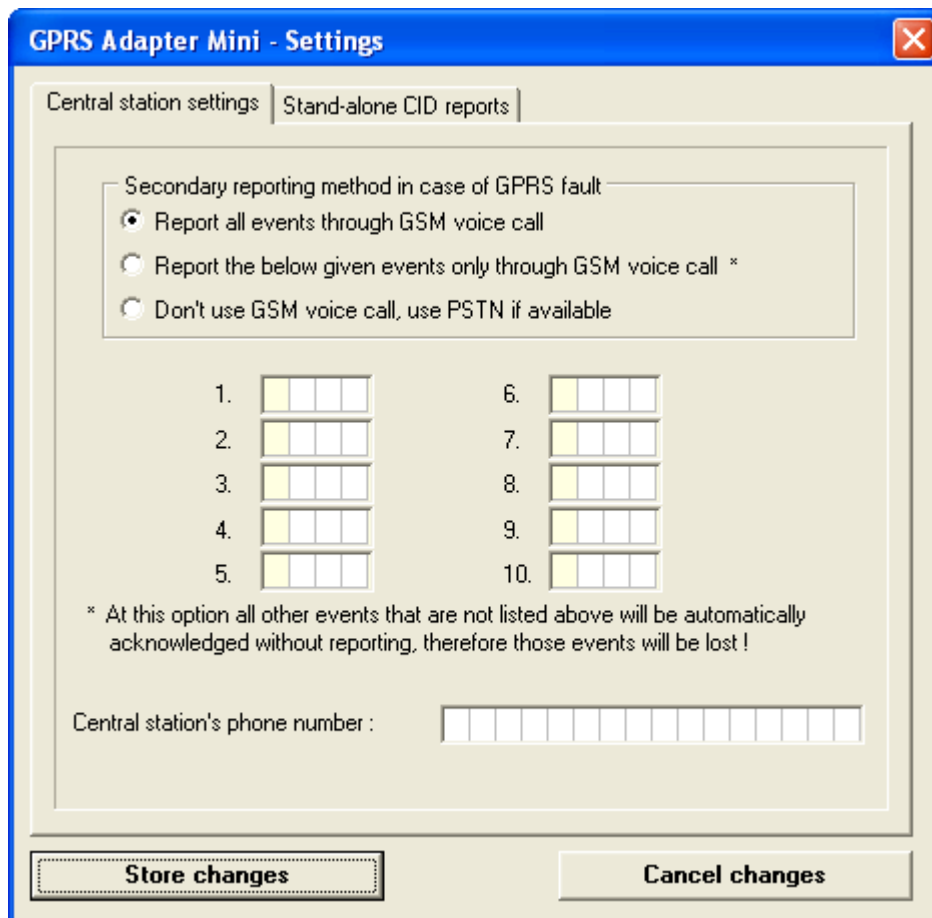 GPRS Adapter Mini - Settings
Central station settings
Stand-alone CID reports
Secondary reporting method in case of GPRS fault
Report all events through GSM voice call
Report the below given events only through GSM voice call *
Don't use GSM voice call, use PSTN if available
1.
2.
3.
4.
5.
6.
7.
8.
9.
10.
* At this option all other events that are not listed above will be automatically
acknowledged without reporting, therefore those events will be lost !
Central station's phone number :
Store changes
Cancel changes